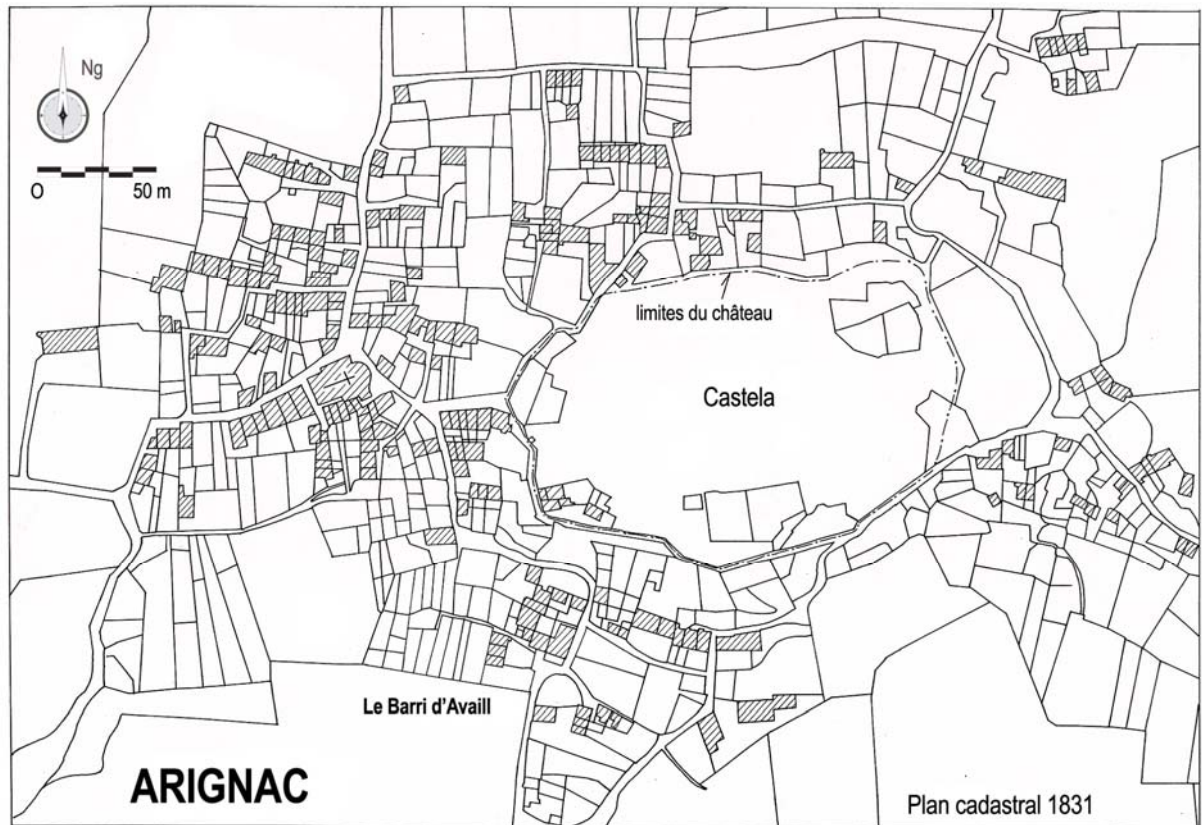 Ng
O 50 m
limites du château
Castela
Le Barri d'Availl
ARIGNAC
Plan cadastral 1831